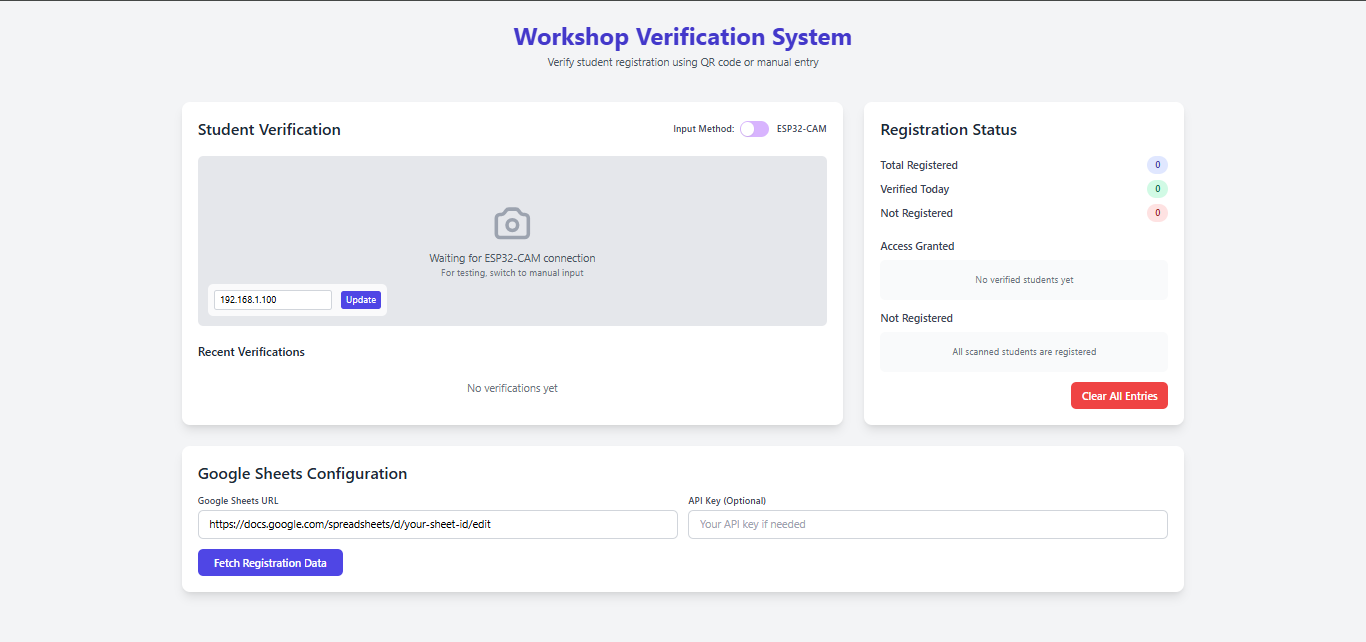 Workshop Verification System
Verify student registration using QR code or manual entry
Student Verification
Input Method: ESP32-CAM
Waiting for ESP32-CAM connection
For testing, switch to manual input
192.168.1.100 Update
Recent Verifications
No verifications yet
Registration Status
Total Registered 0
Verified Today 0
Not Registered 0
Access Granted
No verified students yet
Not Registered
All scanned students are registered
Clear All Entries
Google Sheets Configuration
Google Sheets URL
https://docs.google.com/spreadsheets/d/your-sheet-id/edit
API Key (Optional)
Your API key if needed
Fetch Registration Data